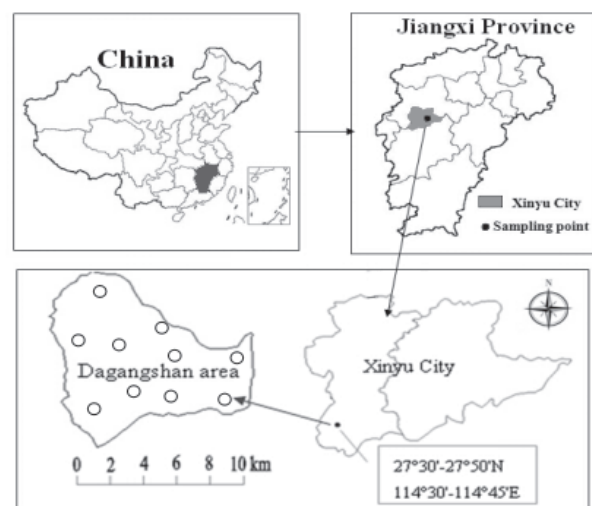 China
Jiangxi Province
Xinyu City
Sampling point
N
Dagangshan area
Xinyu City
0 2 4 6 8 10 km
27°30'-27°50'N
114°30'-114°45'E